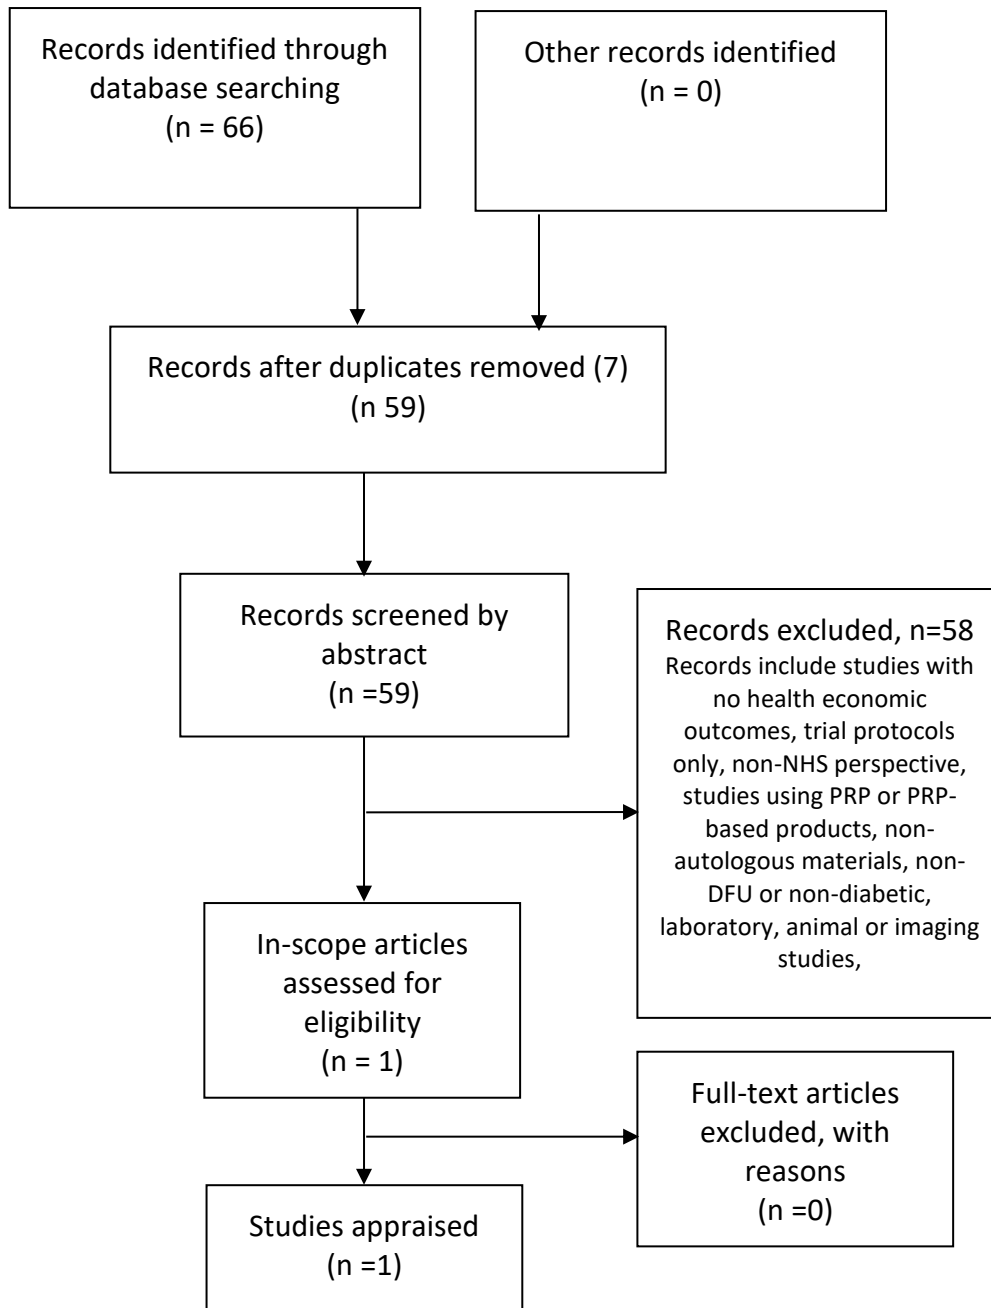 Records identified through
database searching
(n = 66)
Other records identified
(n = 0)
Records after duplicates removed (7)
(n 59)
Records screened by
abstract
(n =59)
Records excluded, n=58
Records include studies with
no health economic
outcomes, trial protocols
only, non-NHS perspective,
studies using PRP or PRP-
based products, non-
autologous materials, non-
DFU or non-diabetic,
laboratory, animal or imaging
studies,
In-scope articles
assessed for
eligibility
(n = 1)
Full-text articles
excluded, with
reasons
(n =0)
Studies appraised
(n =1)